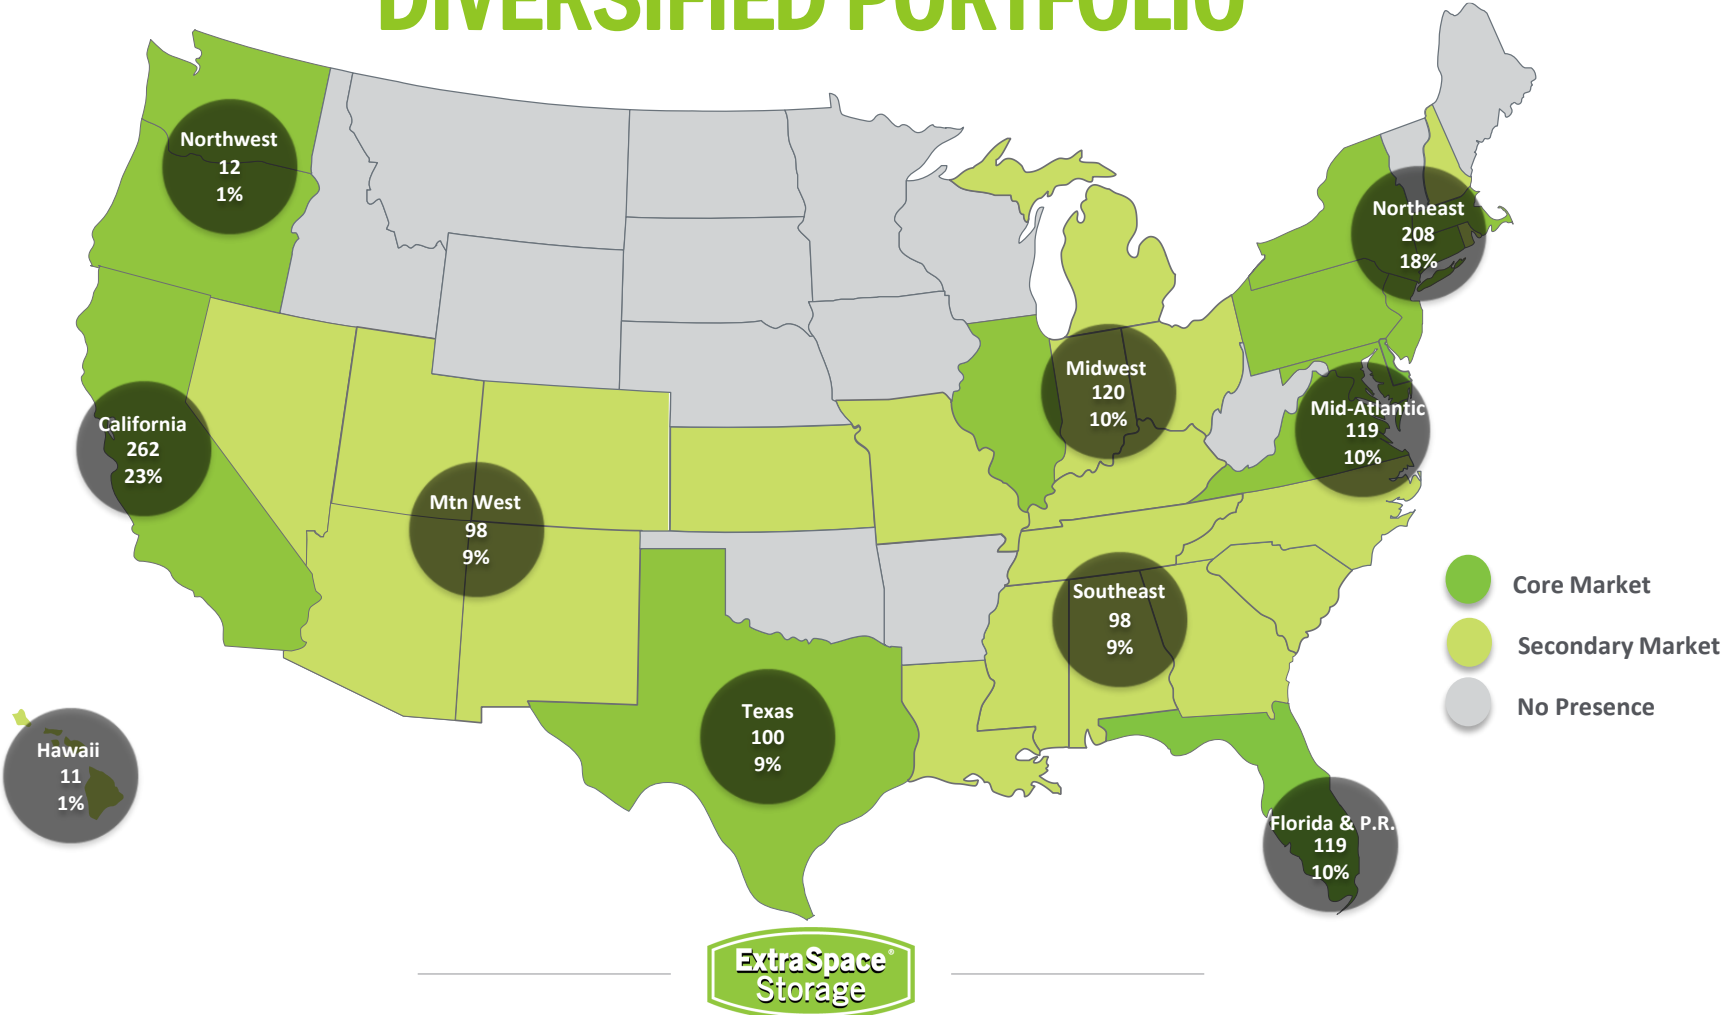 DIVERSIFIED PORTFOLIO
Northwest
12
1%
Northeast
208
18%
Midwest
120
10%
Mid-Atlantic
119
10%
California
262
23%
Mtn West
98
9%
Southeast
98
9%
Core Market
Secondary Market
No Presence
Texas
100
9%
Hawaii
11
1%
Florida & P.R.
119
10%
ExtraSpace®
Storage